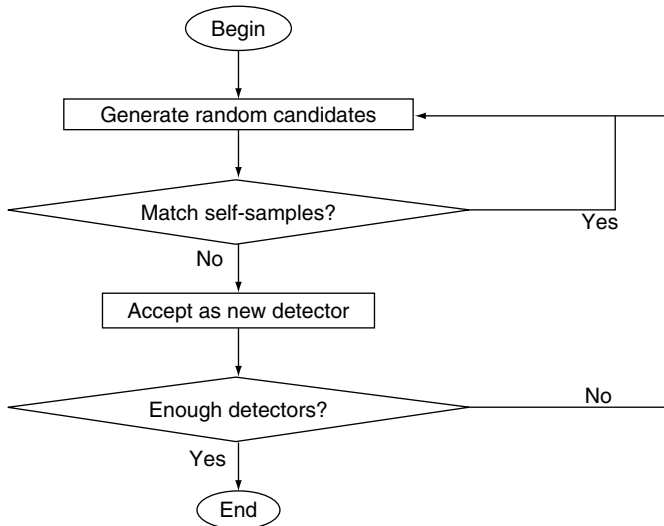 Begin
Generate random candidates
Match self-samples?
Yes
No
Accept as new detector
Enough detectors?
No
Yes
End